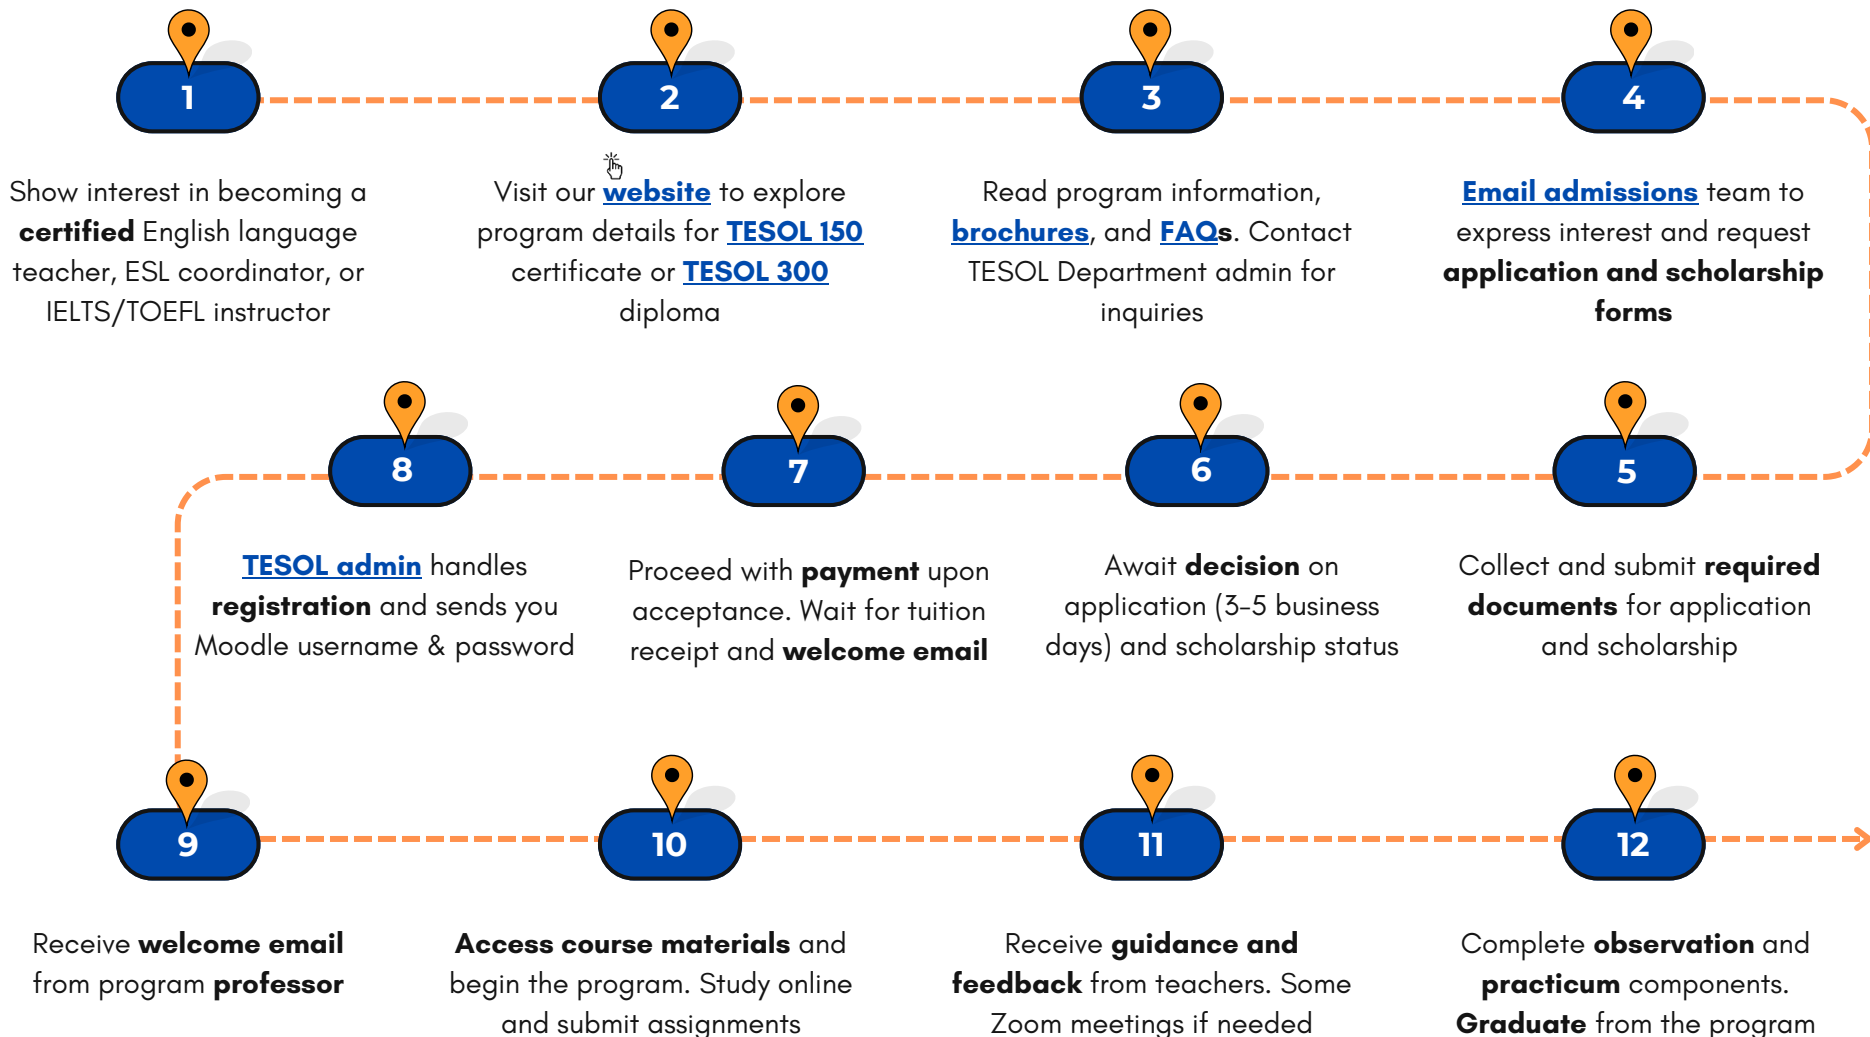 1
Show interest in becoming a
certified English language
teacher, ESL coordinator, or
IELTS/TOEFL instructor
2
Visit our website to explore
program details for TESOL 150
certificate or TESOL 300
diploma
3
Read program information,
brochures, and FAQs. Contact
TESOL Department admin for
inquiries
4
Email admissions team to
express interest and request
application and scholarship
forms
5
Collect and submit required
documents for application
and scholarship
6
Await decision on
application (3-5 business
days) and scholarship status
7
Proceed with payment upon
acceptance. Wait for tuition
receipt and welcome email
8
TESOL admin handles
registration and sends you
Moodle username & password
9
Receive welcome email
from program professor
10
Access course materials and
begin the program. Study online
and submit assignments
11
Receive guidance and
feedback from teachers. Some
Zoom meetings if needed
12
Complete observation and
practicum components.
Graduate from the program